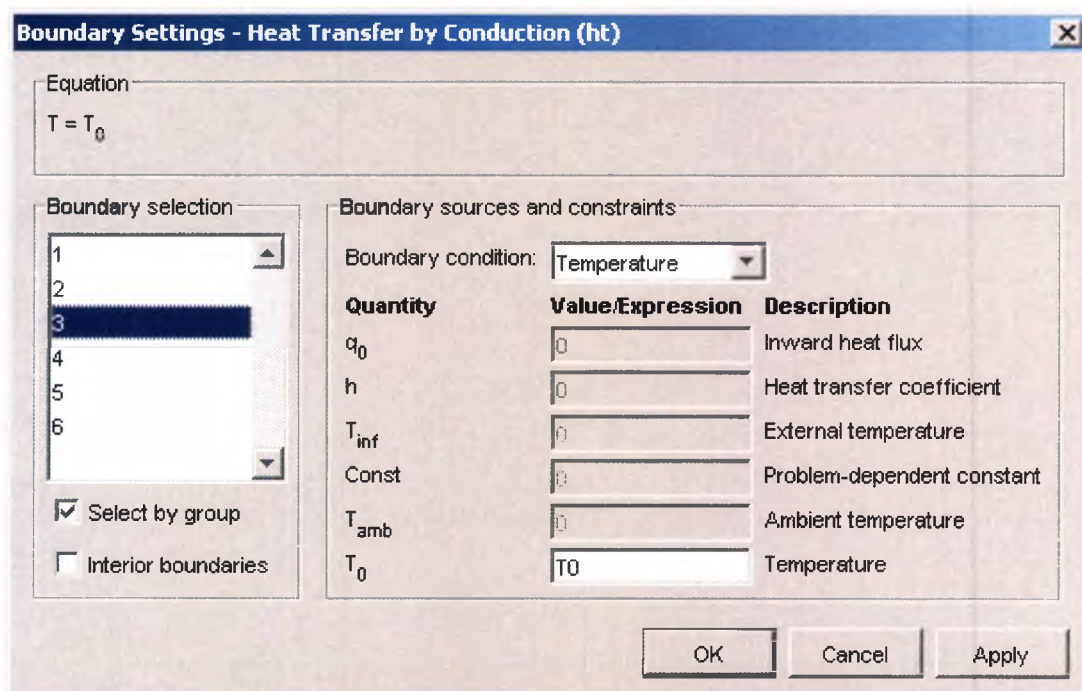 Boundary Settings - Heat Transfer by Conduction (ht)
Equation
T = T0
Boundary selection
1
2
3
4
5
6
Select by group
Interior boundaries
Boundary sources and constraints
Boundary condition: Temperature
Quantity Value/Expression Description
q0 0 Inward heat flux
h 0 Heat transfer coefficient
Tinf 0 External temperature
Const 0 Problem-dependent constant
Tamb 0 Ambient temperature
T0 T0 Temperature
OK Cancel Apply